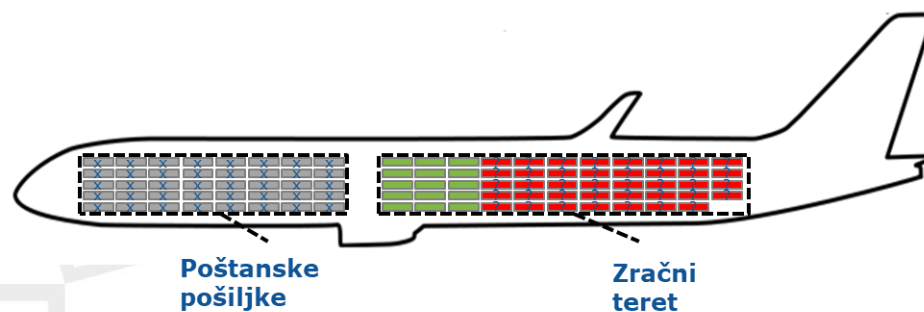 x x x x x x x x
x x x x x x x x
x x x x x x x x
x x x x x x x x
x x x x x x x x
? ? ? ? ? ? ? ?
? ? ? ? ? ? ? ?
? ? ? ? ? ? ? ?
? ? ? ? ? ? ? ?
? ? ? ? ? ? ?
Poštanske
pošiljke
Zračni
teret